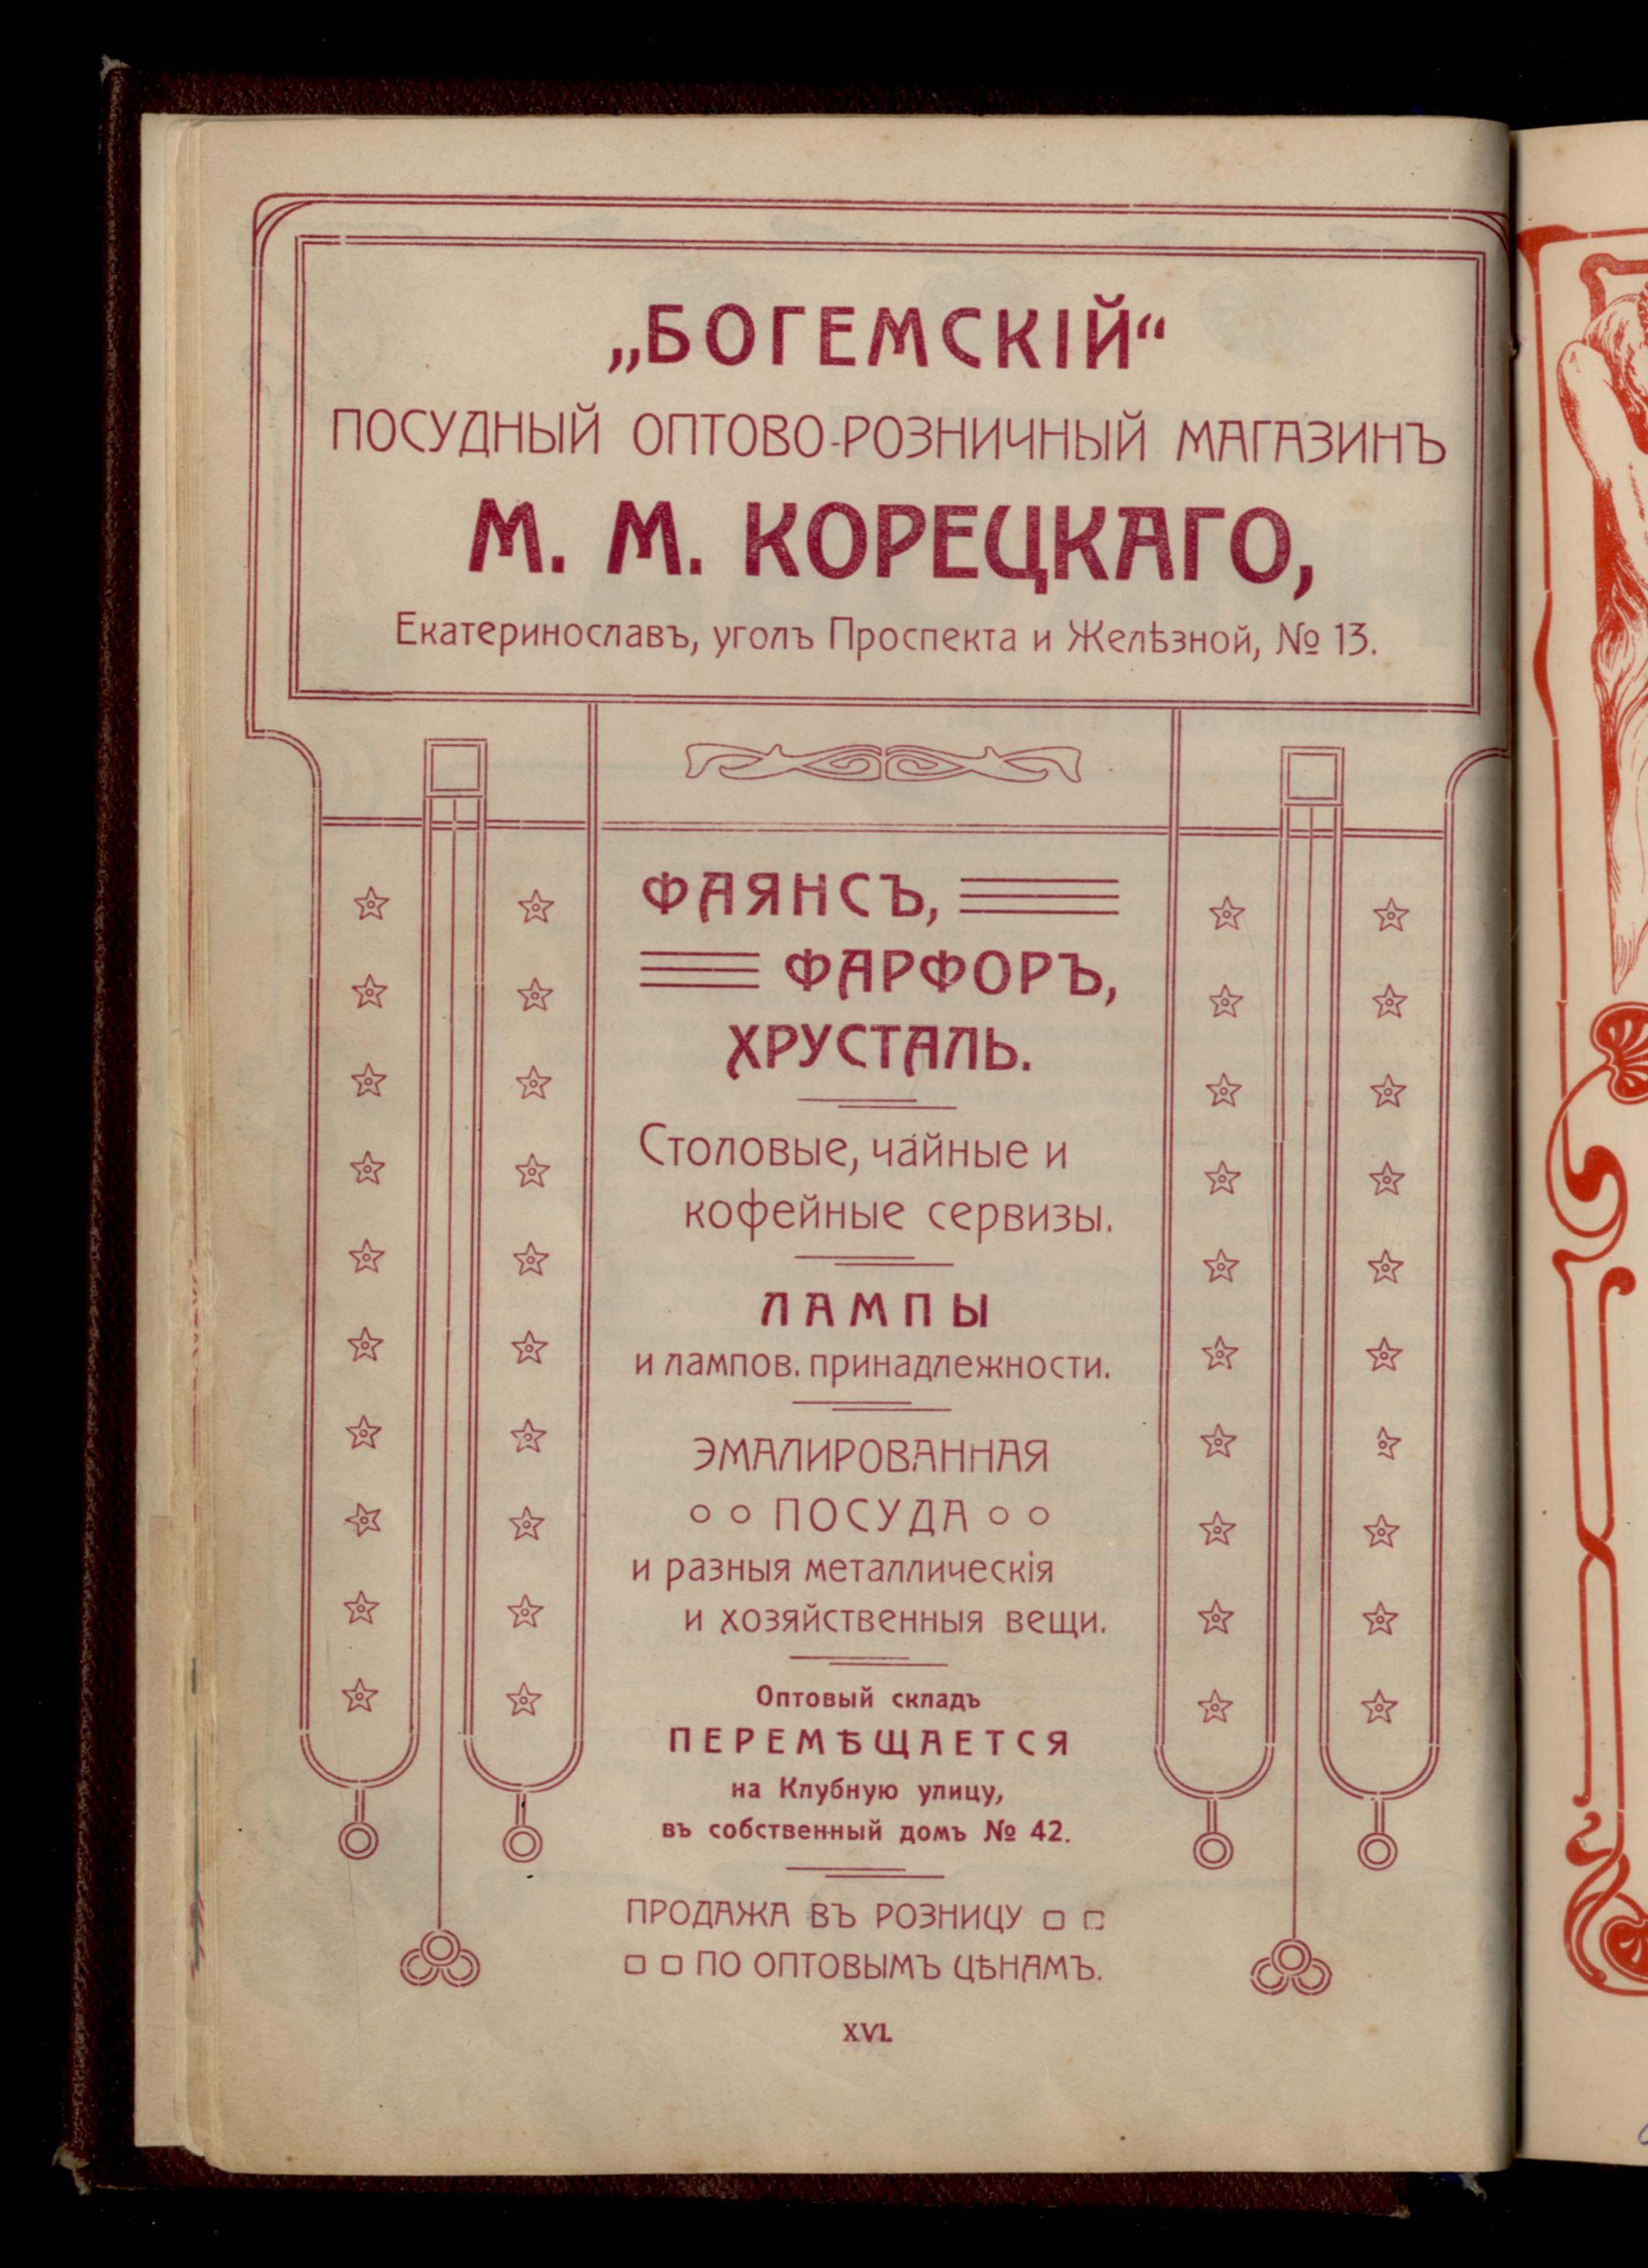 „БОГЕМСКІЙ“
ПОСУДНЫЙ ОПТОВО-РОЗНИЧНЫЙ МАГАЗИНЪ
М. М. КОРЕЦКАГО,
Екатеринославъ, уголъ Проспекта и Желѣзной, № 13.
ФАЯНСЪ,
ФАРФОРЪ,
ХРУСТАЛЬ.
Столовые, чайные и
кофейные сервизы.
ЛАМПЫ
и лампов. принадлежности.
ЭМАЛИРОВАННАЯ
ПОСУДА
и разныя металлическія
и хозяйственныя вещи.
Оптовый складъ
ПЕРЕМѢЩАЕТСЯ
на Клубную улицу,
въ собственный домъ № 42.
ПРОДАЖА ВЪ РОЗНИЦУ
ПО ОПТОВЫМЪ ЦѢНАМЪ.
XVI.